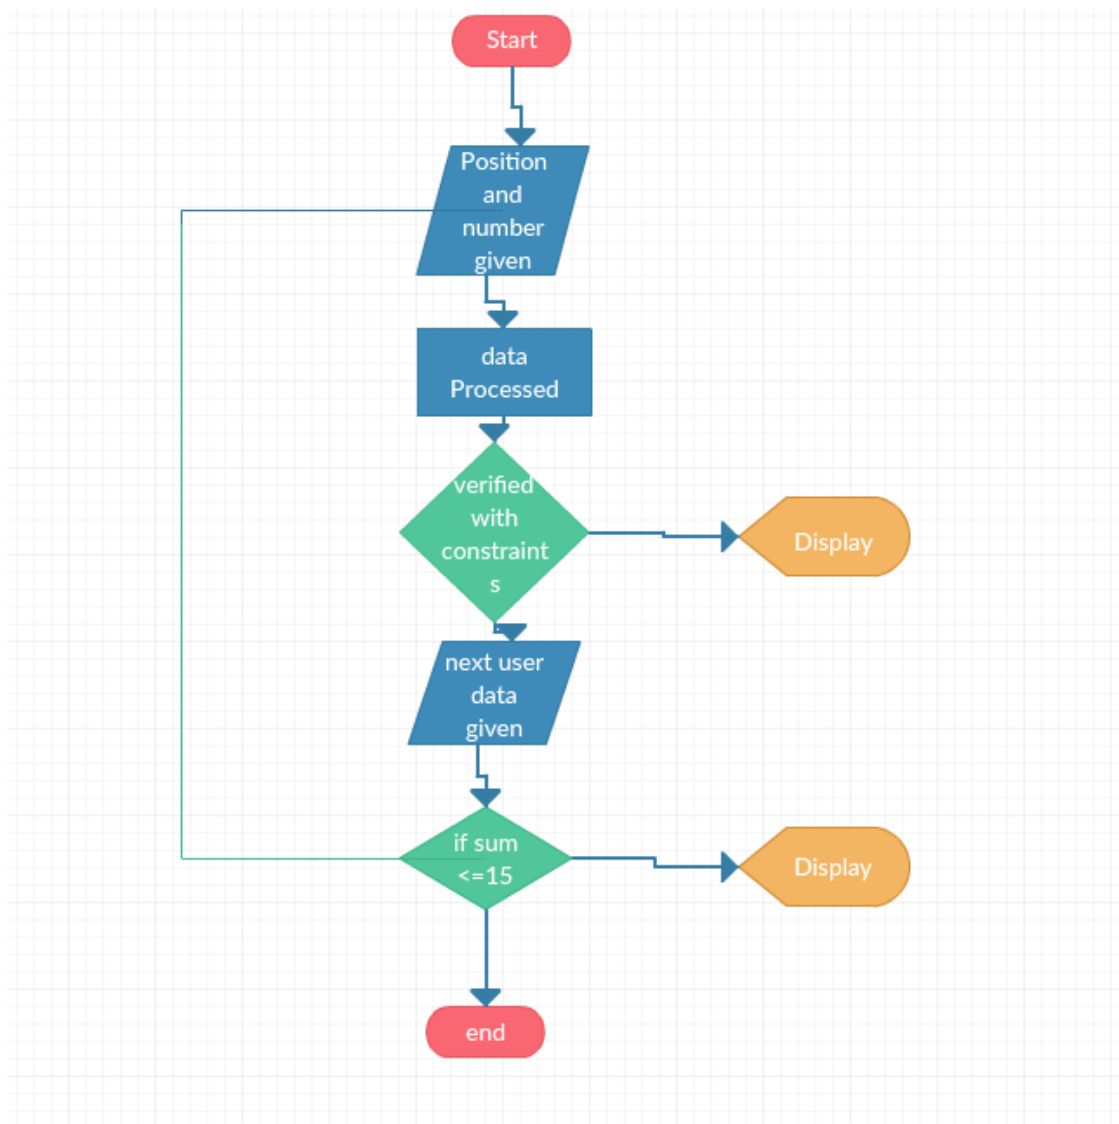 Start
Position
and
number
given
data
Processed
verified
with
constraint
s
Display
next user
data
given
if sum
<=15
Display
end